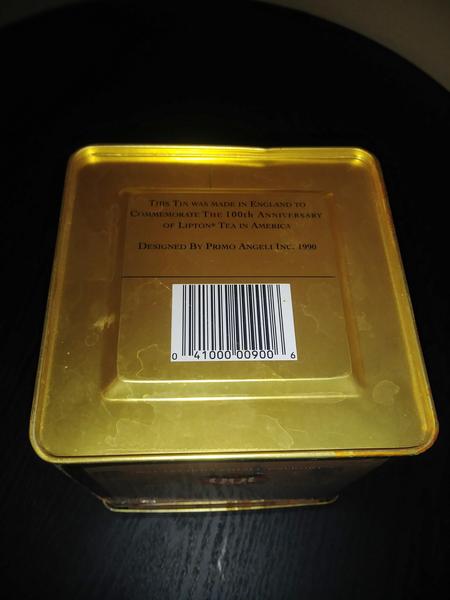 This Tin was made in England to
Commemorate The 100th Anniversary
of Lipton® Tea in America
Designed By Primo Angeli Inc. 1990
0 41000 00900 6